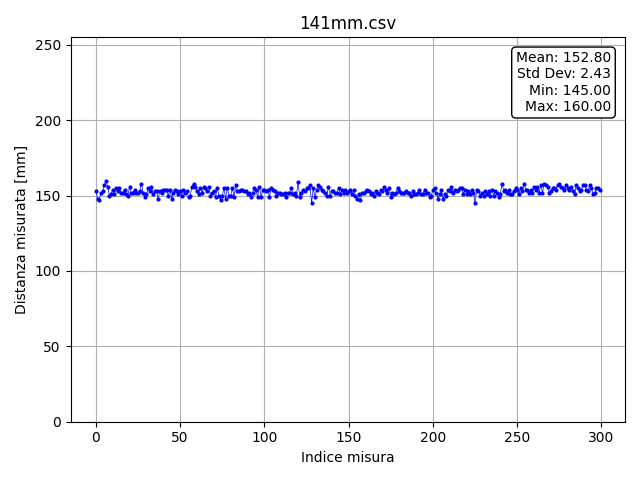 141mm.csv
Mean: 152.80
Std Dev: 2.43
Min: 145.00
Max: 160.00
Distanza misurata [mm]
250
200
150
100
50
0
0 50 100 150 200 250 300
Indice misura